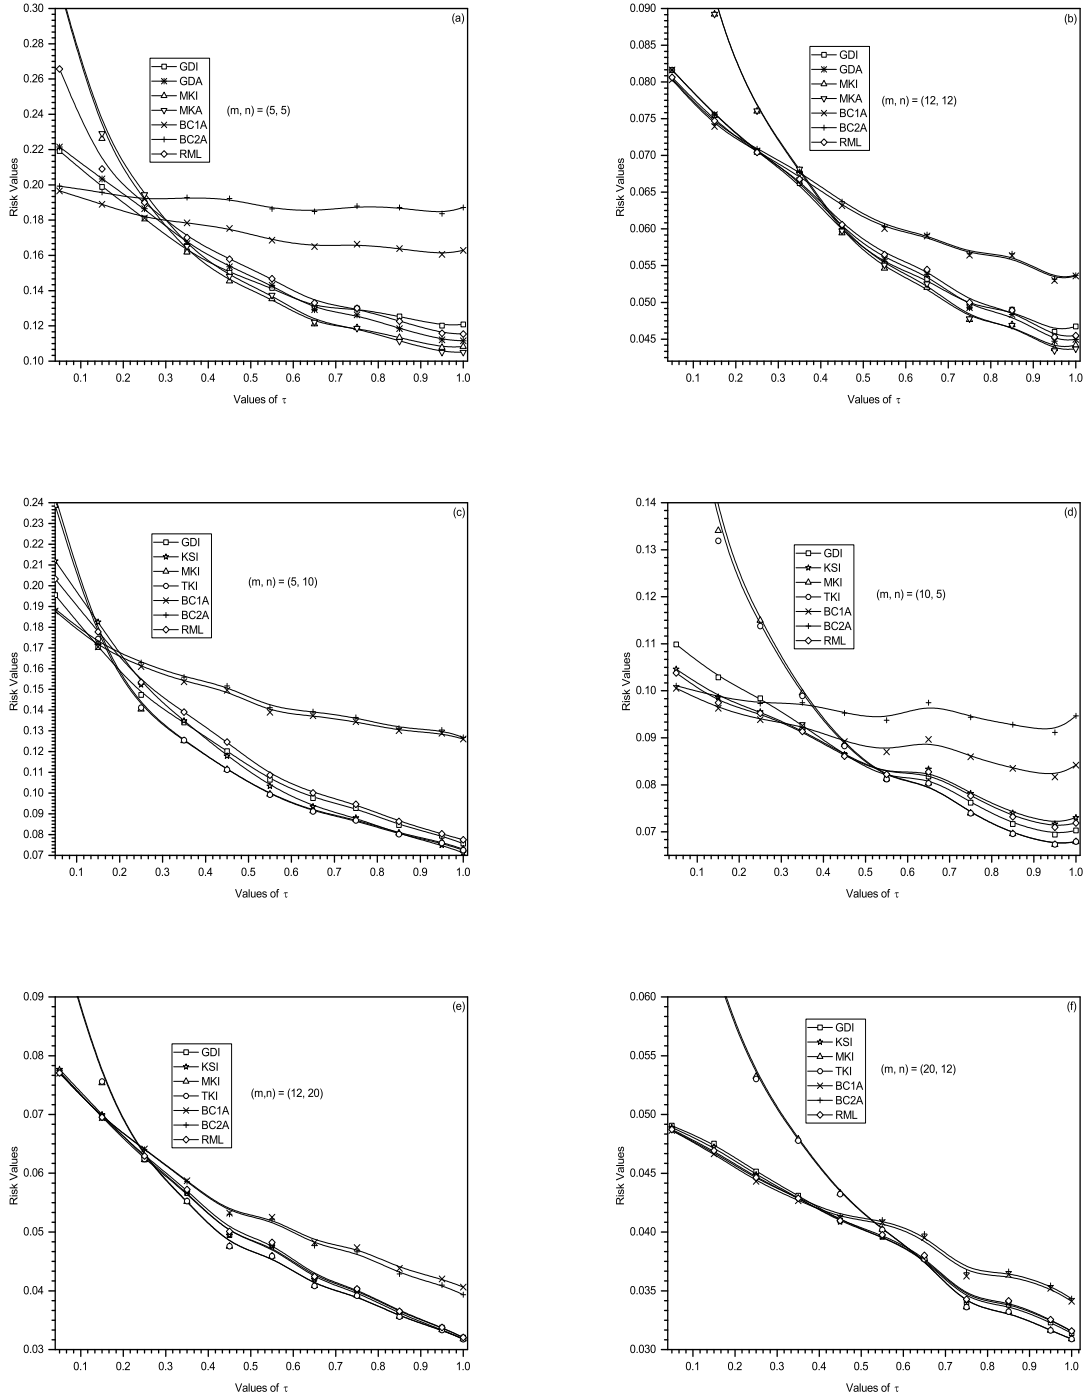 (a)
0.30
0.28
0.26
0.24
0.22
0.20
0.18
0.16
0.14
0.12
0.10
Risk Values
GDI
GDA
MKI
MKA
BC1A
BC2A
RML
(m, n) = (5, 5)
0.1 0.2 0.3 0.4 0.5 0.6 0.7 0.8 0.9 1.0
Values of τ
(b)
0.090
0.085
0.080
0.075
0.070
0.065
0.060
0.055
0.050
0.045
Risk Values
GDI
GDA
MKI
MKA
BC1A
BC2A
RML
(m, n) = (12, 12)
0.1 0.2 0.3 0.4 0.5 0.6 0.7 0.8 0.9 1.0
Values of τ
(c)
0.24
0.23
0.22
0.21
0.20
0.19
0.18
0.17
0.16
0.15
0.14
0.13
0.12
0.11
0.10
0.09
0.08
0.07
Risk Values
GDI
KSI
MKI
TKI
BC1A
BC2A
RML
(m, n) = (5, 10)
0.1 0.2 0.3 0.4 0.5 0.6 0.7 0.8 0.9 1.0
Values of τ
(d)
0.14
0.13
0.12
0.11
0.10
0.09
0.08
0.07
Risk Values
GDI
KSI
MKI
TKI
BC1A
BC2A
RML
(m, n) = (10, 5)
0.1 0.2 0.3 0.4 0.5 0.6 0.7 0.8 0.9 1.0
Values of τ
(e)
0.09
0.08
0.07
0.06
0.05
0.04
0.03
Risk Values
GDI
KSI
MKI
TKI
BC1A
BC2A
RML
(m,n) = (12, 20)
0.1 0.2 0.3 0.4 0.5 0.6 0.7 0.8 0.9 1.0
Values of τ
(f)
0.060
0.055
0.050
0.045
0.040
0.035
0.030
Risk Values
GDI
KSI
MKI
TKI
BC1A
BC2A
RML
(m,n) = (20, 12)
0.1 0.2 0.3 0.4 0.5 0.6 0.7 0.8 0.9 1.0
Values of τ